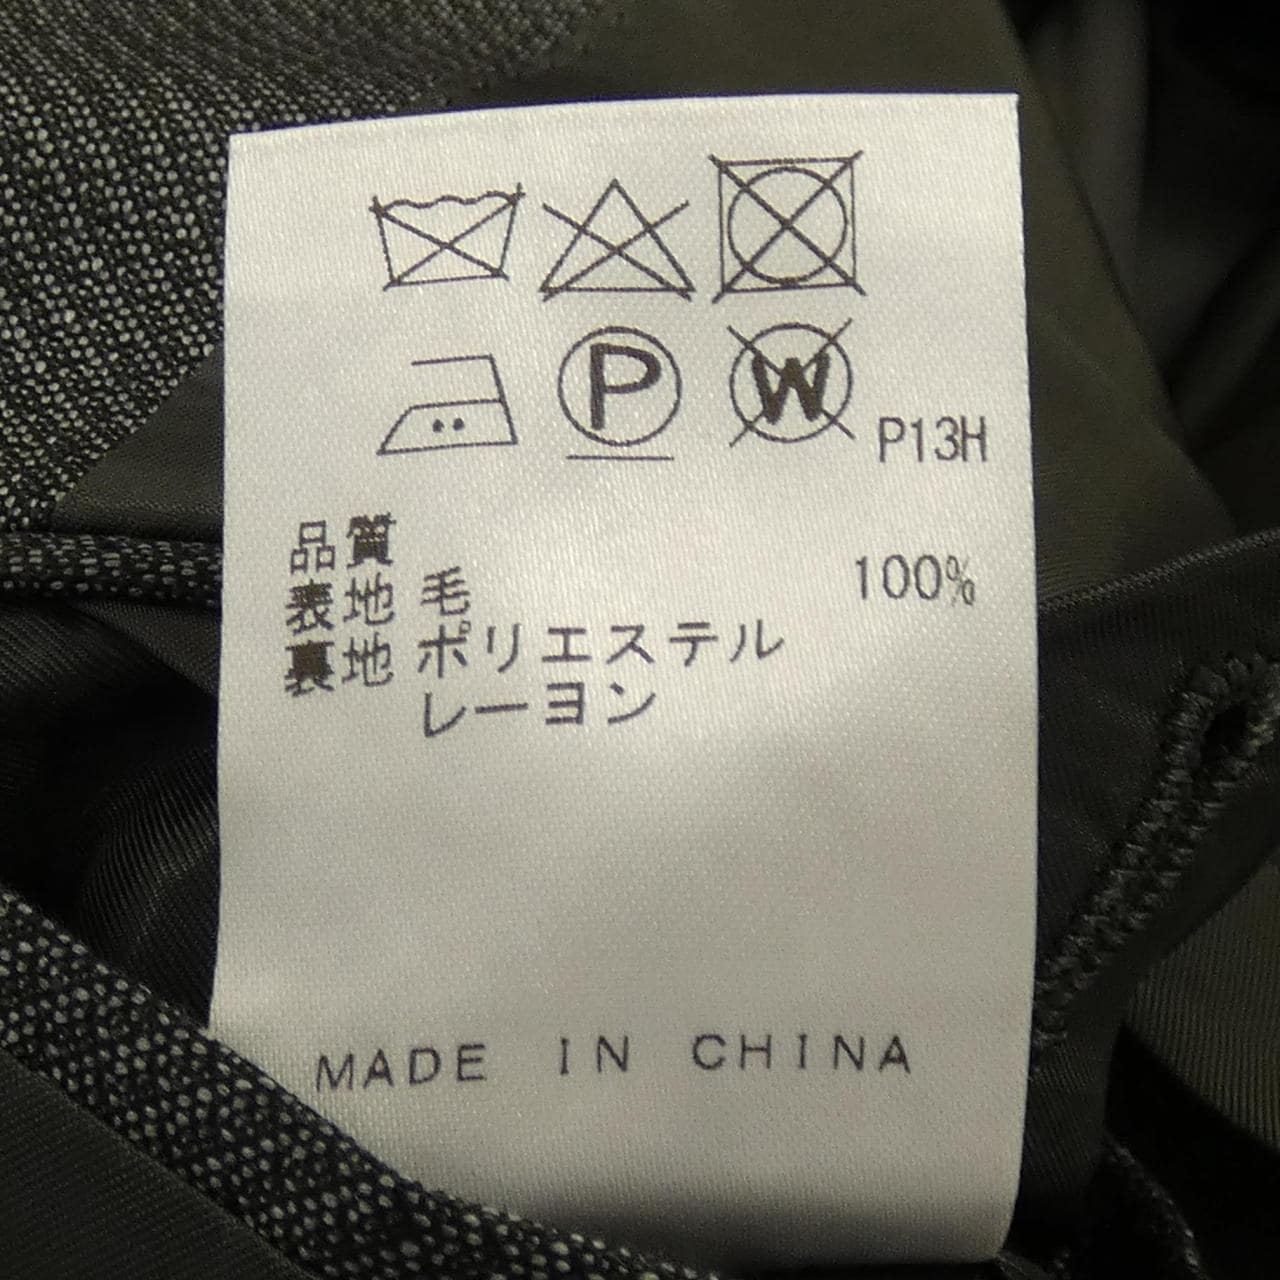 P
W
P13H
品質
表地 毛 100%
裏地 ポリエステル
レーヨン
MADE IN CHINA